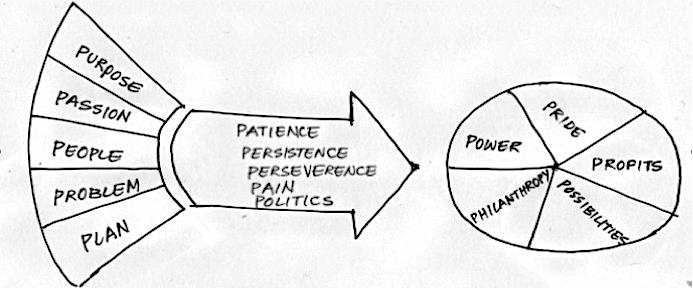 PURPOSE
PASSION
PEOPLE
PROBLEM
PLAN
PATIENCE
PERSISTENCE
PERSEVERENCE
PAIN
POLITICS
POWER
PRIDE
PROFITS
PHILANTHROPY
POSSIBILITIES